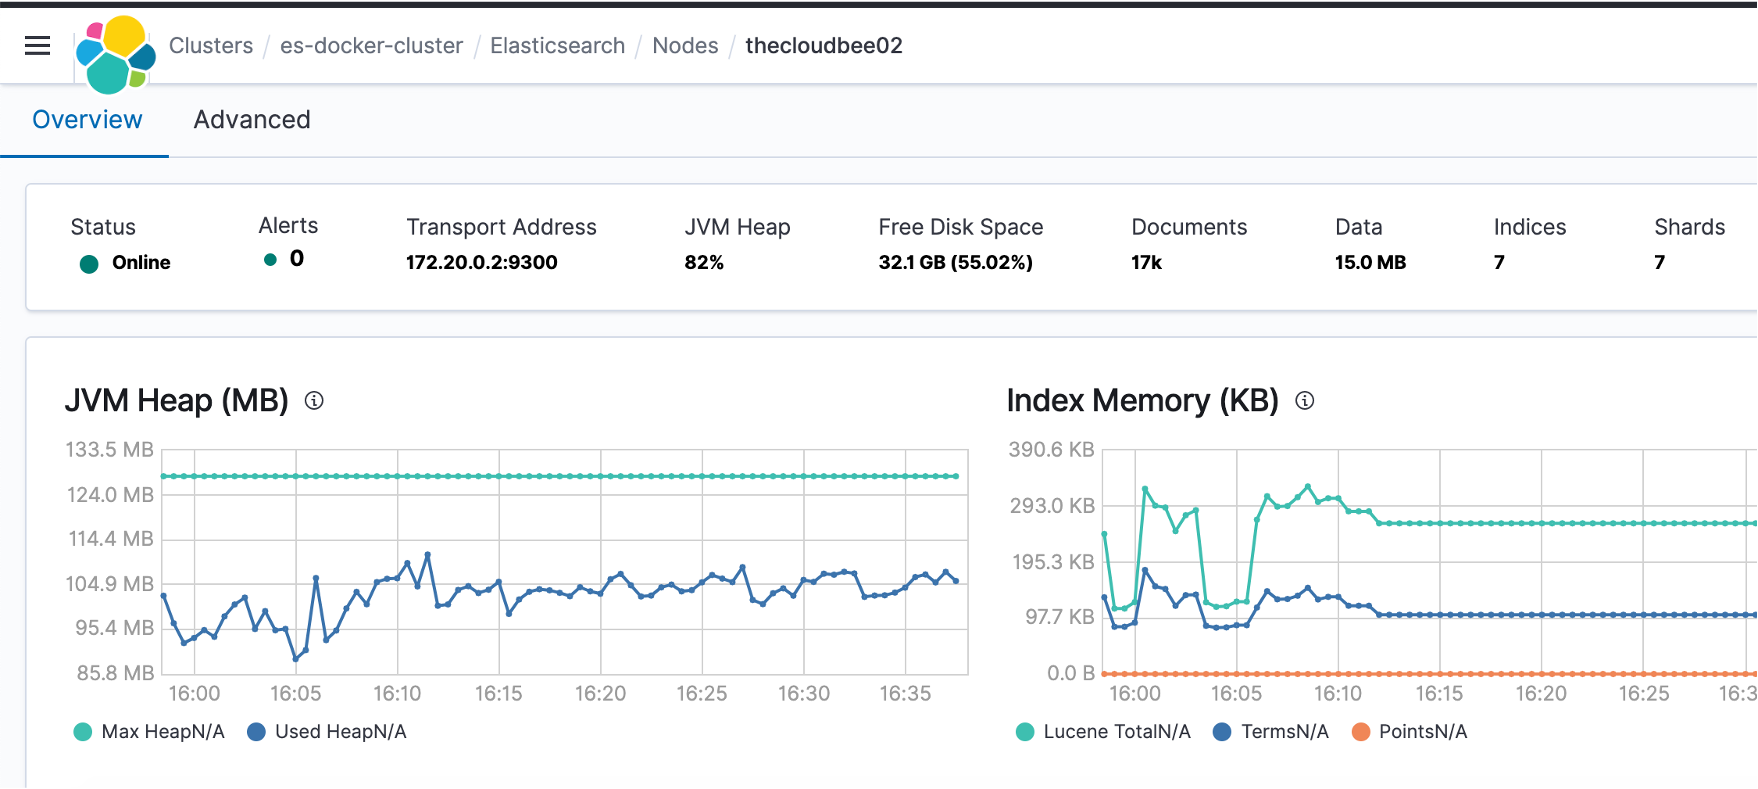 Clusters / es-docker-cluster / Elasticsearch / Nodes / thecloudbee02
Overview Advanced
Status Alerts Transport Address JVM Heap Free Disk Space Documents Data Indices Shards
Online 0 172.20.0.2:9300 82% 32.1 GB (55.02%) 17k 15.0 MB 7 7
JVM Heap (MB)
133.5 MB
124.0 MB
114.4 MB
104.9 MB
95.4 MB
85.8 MB
16:00 16:05 16:10 16:15 16:20 16:25 16:30 16:35
Max HeapN/A Used HeapN/A
Index Memory (KB)
390.6 KB
293.0 KB
195.3 KB
97.7 KB
0.0 B
16:00 16:05 16:10 16:15 16:20 16:25 16:3
Lucene TotalN/A TermsN/A PointsN/A